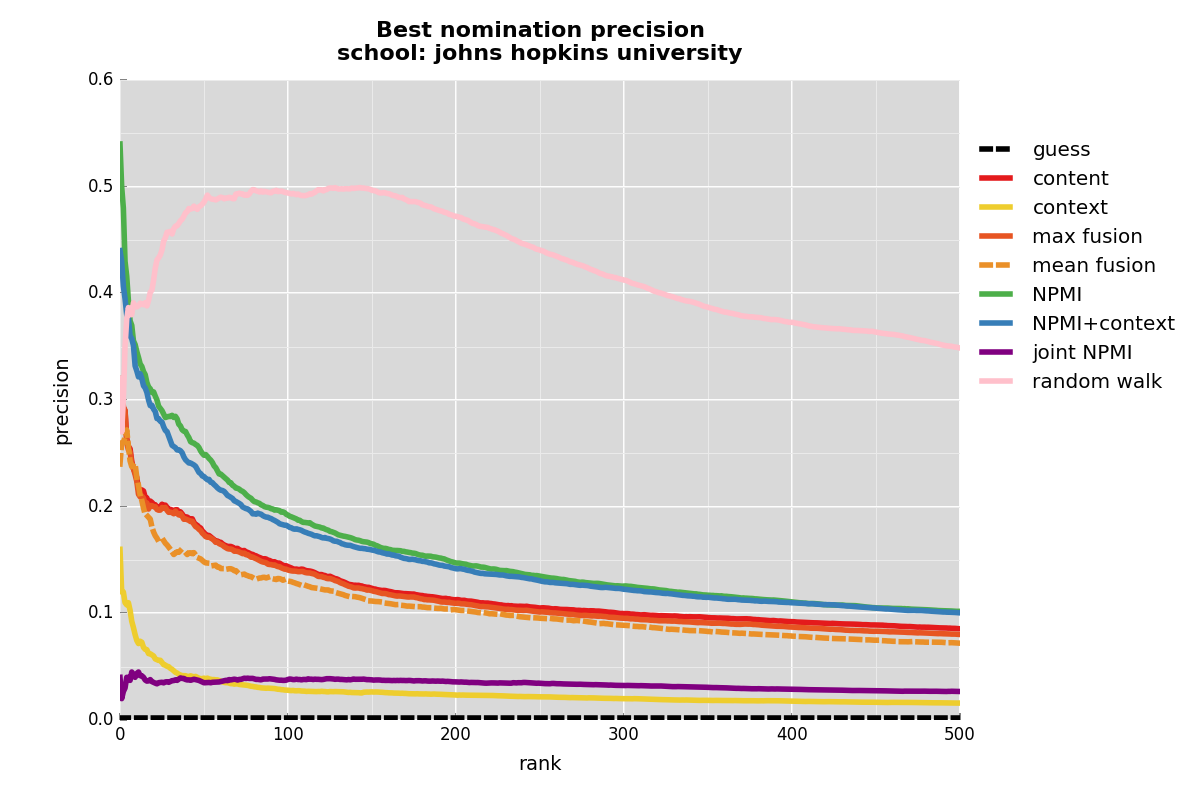 Best nomination precision
school: johns hopkins university
precision
0.6
0.5
0.4
0.3
0.2
0.1
0.0
0 100 200 300 400 500
rank
guess
content
context
max fusion
mean fusion
NPMI
NPMI+context
joint NPMI
random walk